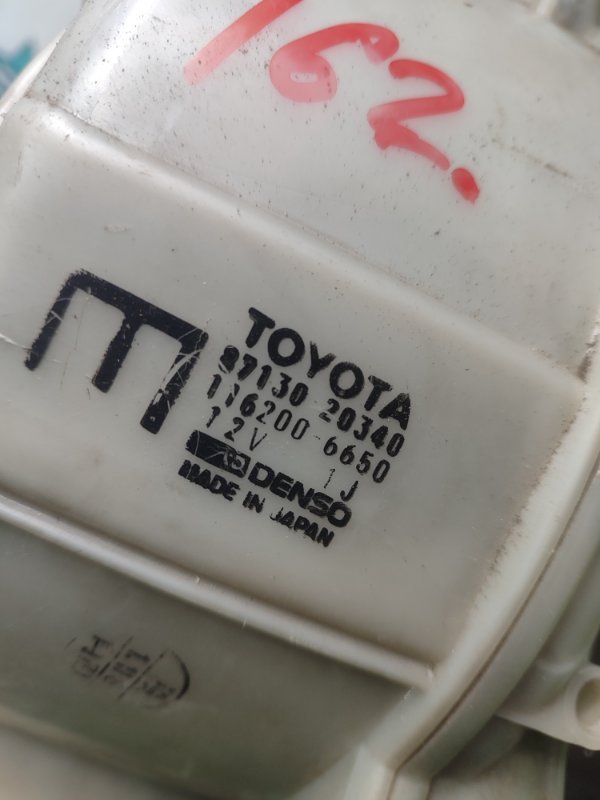 162.
E
TOYOTA
87130 20340
116200-6650
12V 1J
DENSO
MADE IN JAPAN